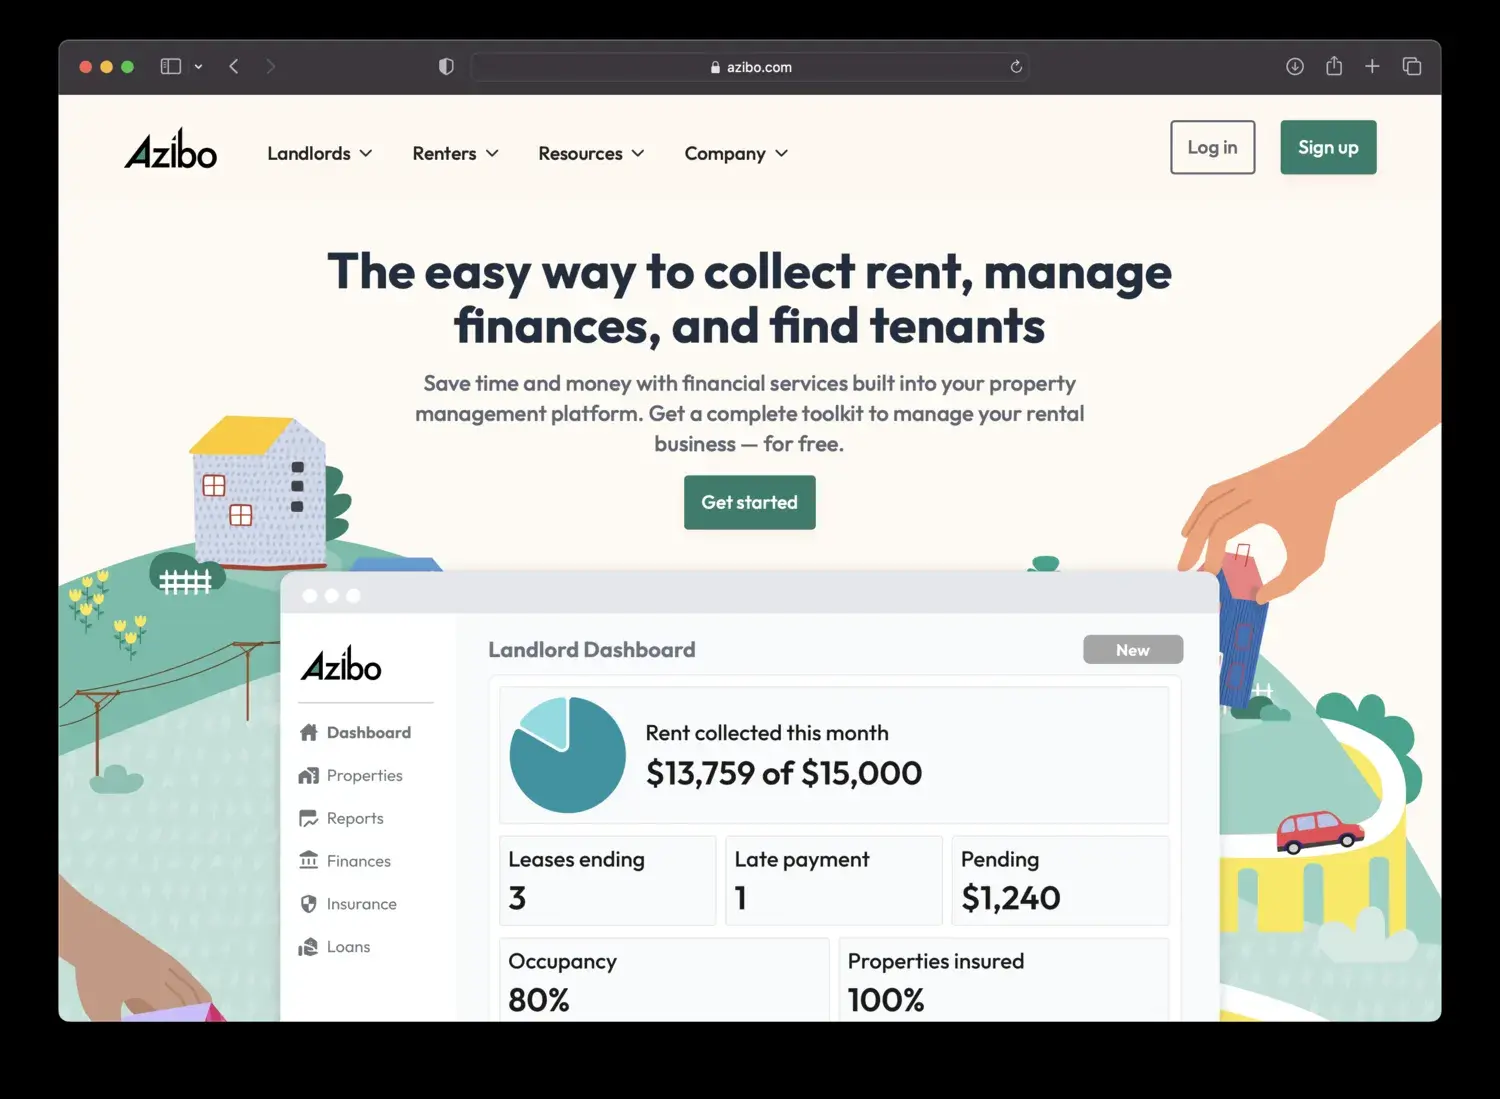 azibo.com
Azibo
Landlords
Renters
Resources
Company
Log in
Sign up
The easy way to collect rent, manage
finances, and find tenants
Save time and money with financial services built into your property
management platform. Get a complete toolkit to manage your rental
business — for free.
Get started
Azibo
Dashboard
Properties
Reports
Finances
Insurance
Loans
Landlord Dashboard
New
Rent collected this month
$13,759 of $15,000
Leases ending
3
Late payment
1
Pending
$1,240
Occupancy
80%
Properties insured
100%